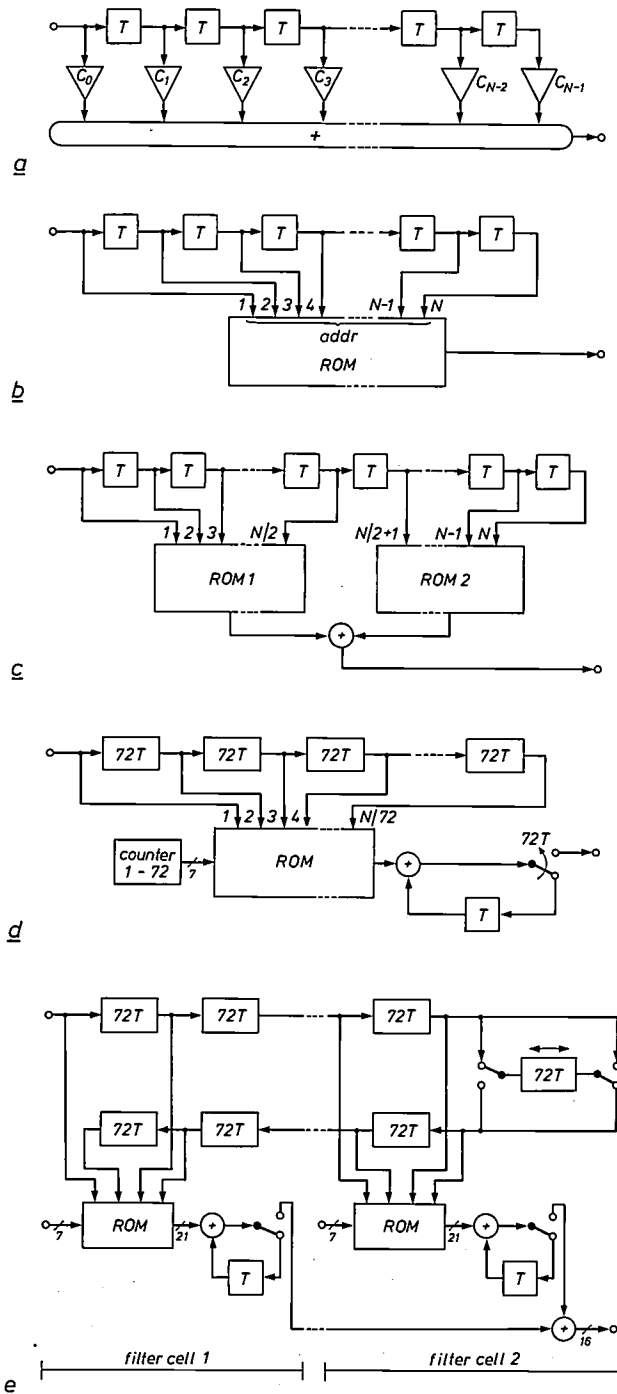 T T T T T
C0 C1 C2 C3 CN-2 CN-1
+
a
T T T T T
1 2 3 4 N-1 N
addr
ROM
b
T T T T T T
1 2 3 N/2 N/2+1 N-1 N
ROM 1 ROM 2
+
c
72T 72T 72T 72T
1 2 3 4 N/72
counter
1 - 72
7
ROM
+
72T
T
d
72T 72T 72T
72T
72T 72T 72T
7 ROM 21 + 7 ROM 21 +
T T
+ 16
filter cell 1 filter cell 2
e